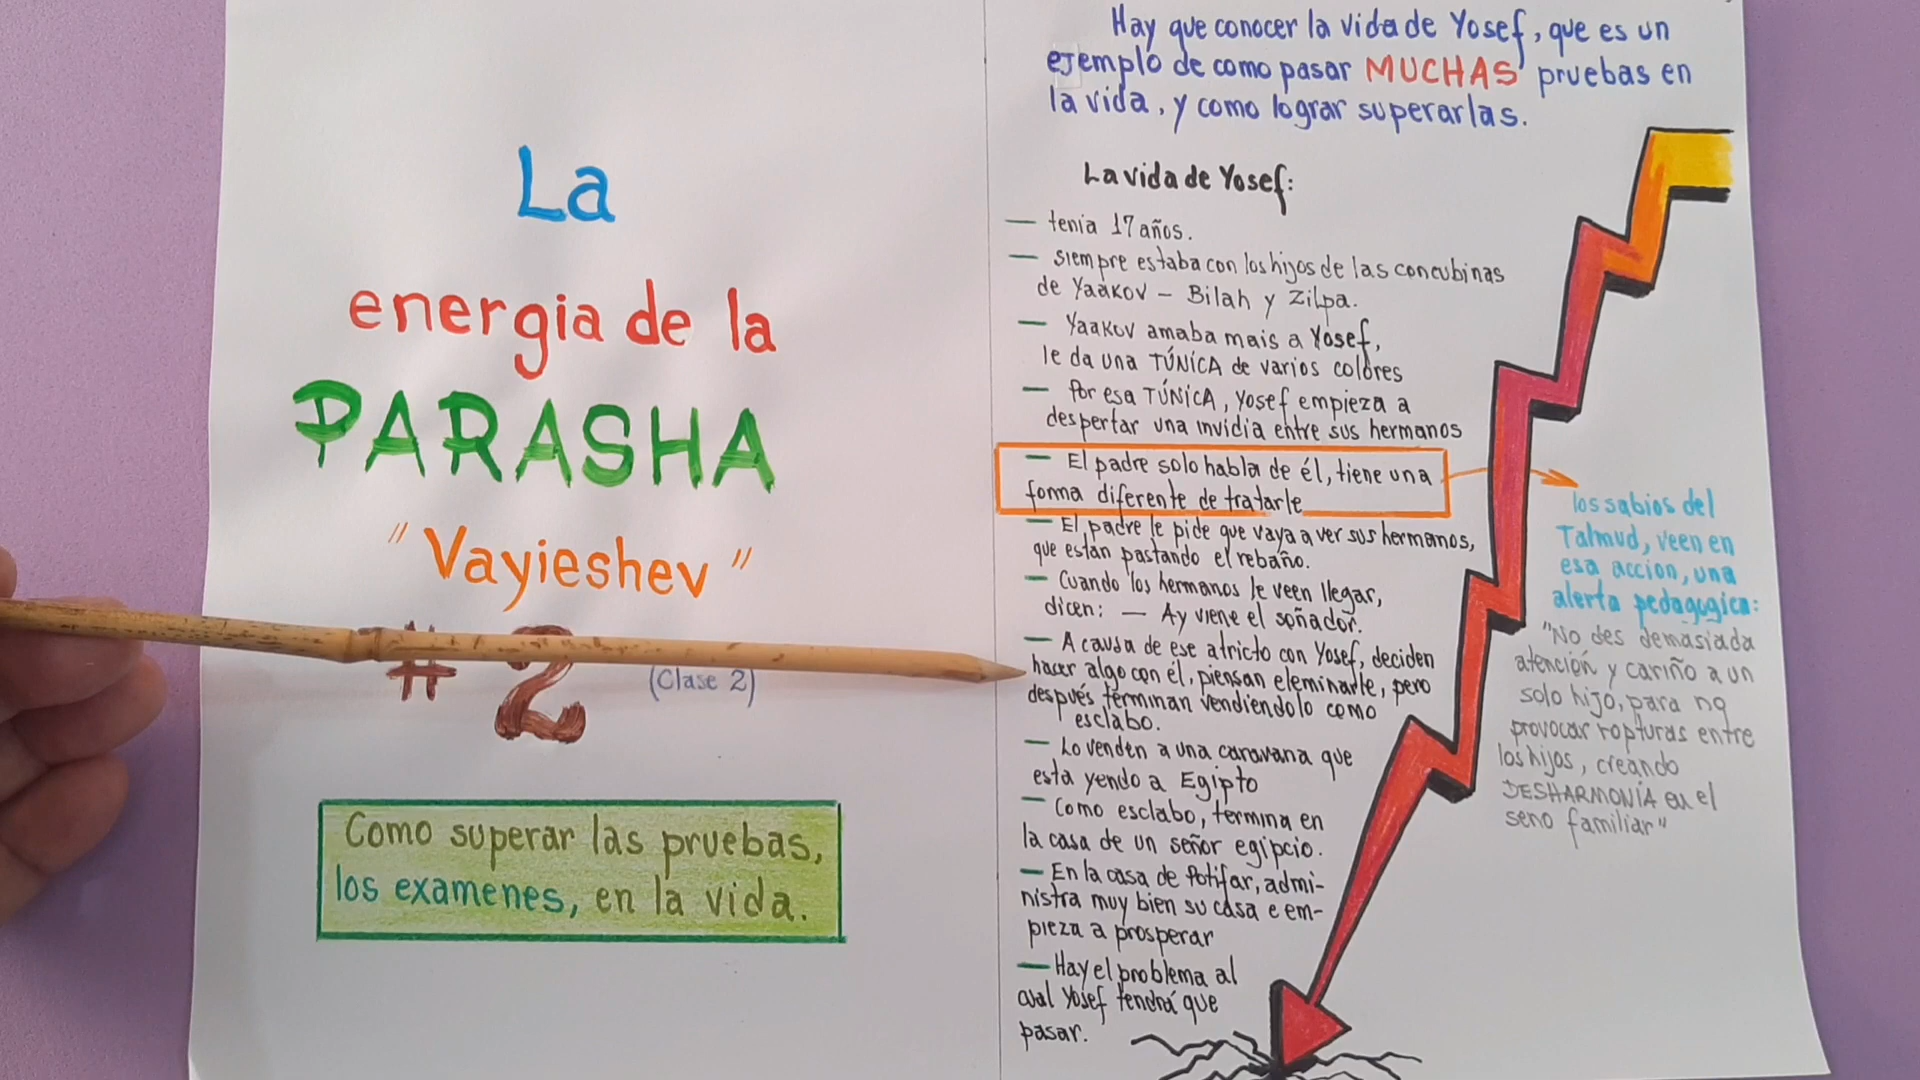 La
energia de la
PARASHA
"Vayieshev"
#2
(Clase 2)
Como superar las pruebas,
los examenes, en la vida.
Hay que conocer la vida de Yosef, que es un
ejemplo de como pasar MUCHAS pruebas en
la vida, y como lograr superarlas.
La vida de Yosef:
— tenia 17 años.
— siempre estaba con los hijos de las concubinas
de Yaakov – Bilah y Zilpa.
— Yaakov amaba mais a Yosef,
le da una TÚNICA de varios colores
— Por esa TÚNICA, Yosef empieza a
despertar una invidia entre sus hermanos
— El padre solo habla de él, tiene una
forma diferente de tratarle
— El padre le pide que vaya a ver sus hermanos,
que están pastando el rebaño.
— Cuando los hermanos le veen llegar,
dicen: — Ay viene el soñador.
— A causa de ese atricto con Yosef, deciden
hacer algo con él, piensan eleminarle, pero
después terminan vendiendolo como
esclabo.
— Lo venden a una caravana que
esta yendo a Egipto
— Como esclabo, termina en
la casa de un señor egipcio.
— En la casa de Potifar, admi-
nistra muy bien su casa e em-
pieza a prosperar
— Hay el problema al
cual Yosef tendrá que
pasar.
los sabios del
Talmud, veen en
esa accion, una
alerta pedagogica:
"No des demasiada
atención y cariño a un
solo hijo, para no
provocar ropturas entre
los hijos, creando
DESHARMONÍA en el
seno familiar"